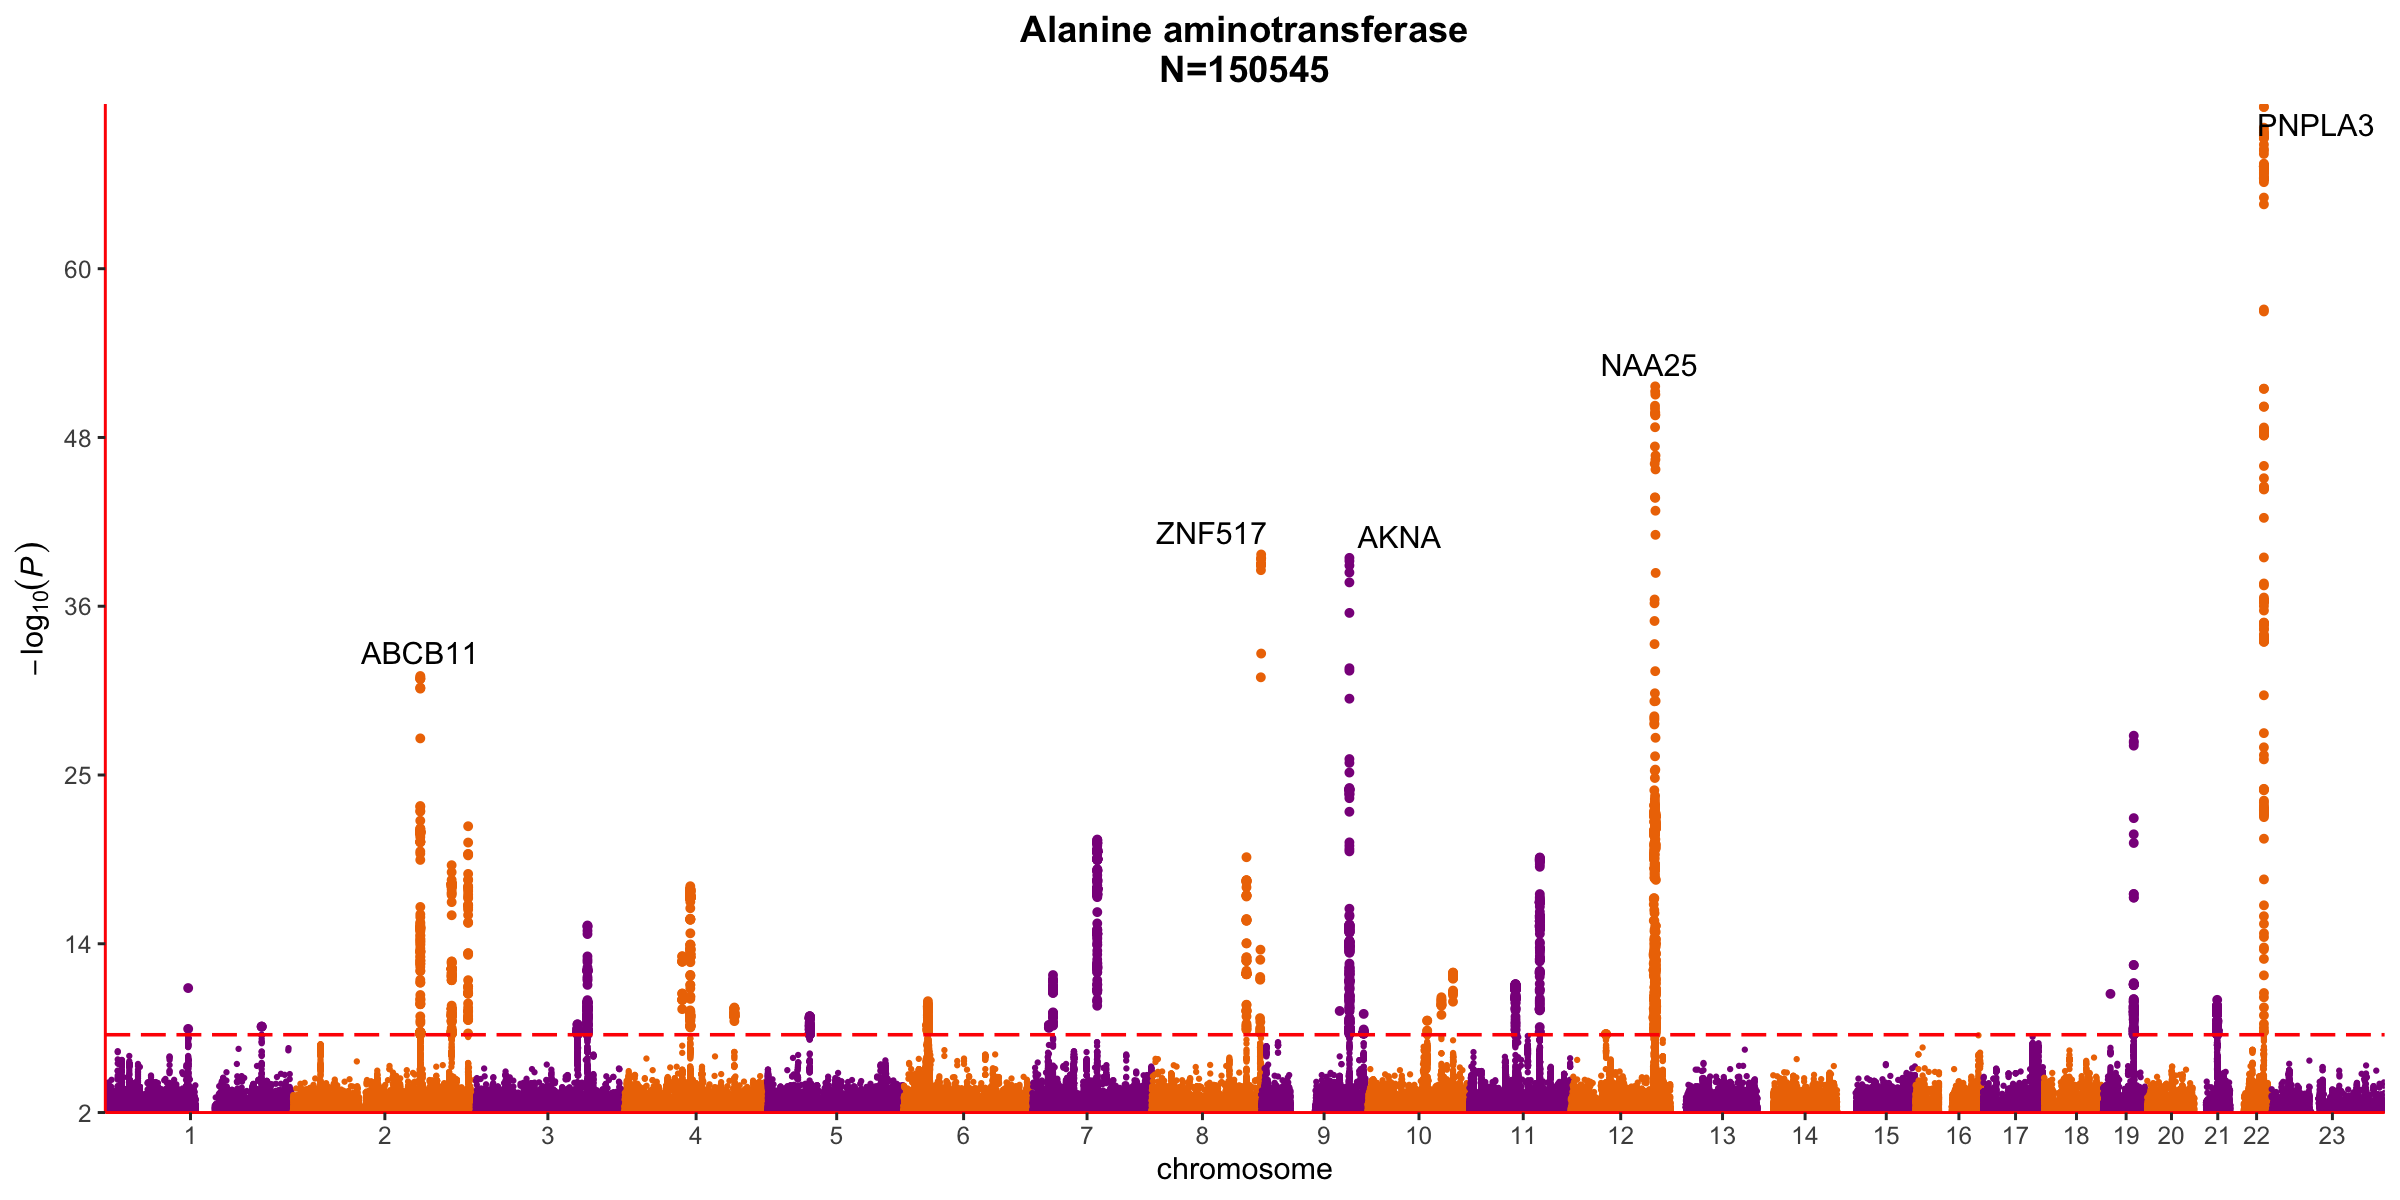 Alanine aminotransferase
N=150545
PNPLA3
60
NAA25
48
ZNF517
AKNA
−log10(P)
36
ABCB11
25
14
2
1 2 3 4 5 6 7 8 9 10 11 12 13 14 15 16 17 18 19 20 21 22 23
chromosome